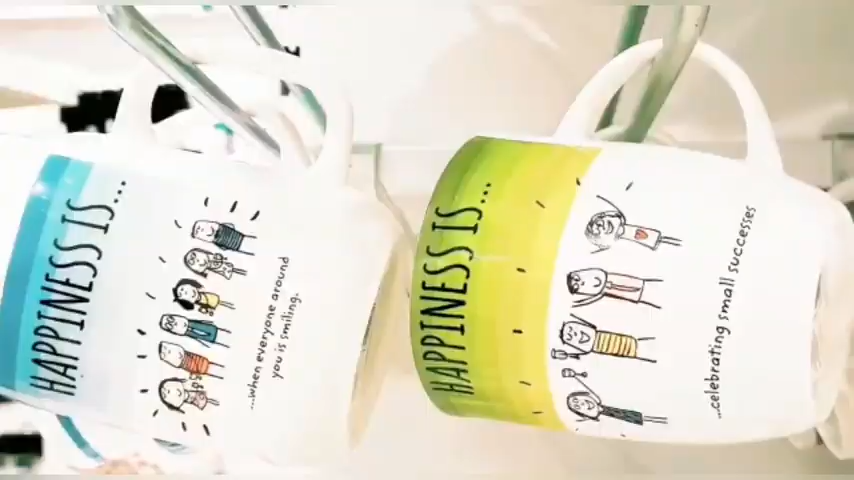 HAPPINESS IS...
...when everyone around
you is smiling.
HAPPINESS IS...
...celebrating small successes